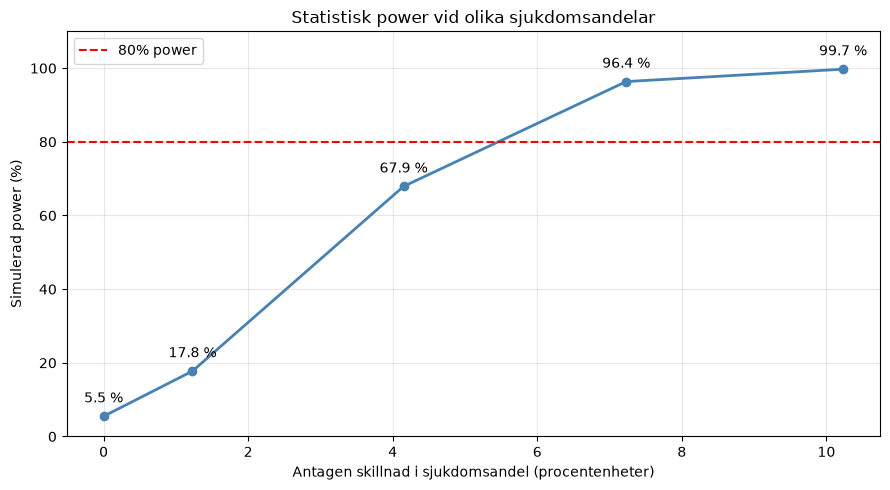 Statistisk power vid olika sjukdomsandelar
80% power
99.7 %
96.4 %
67.9 %
17.8 %
5.5 %
100
80
60
40
20
0
Simulerad power (%)
0 2 4 6 8 10
Antagen skillnad i sjukdomsandel (procentenheter)